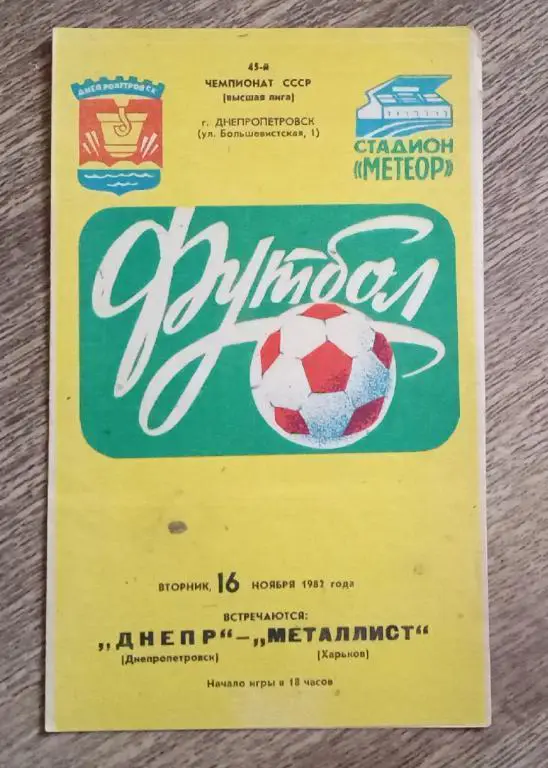 45-й
ЧЕМПИОНАТ СССР
(высшая лига)
г. ДНЕПРОПЕТРОВСК
(ул. Большевистская, 1)
ДНЕПРОПЕТРОВСК
СТАДИОН
«МЕТЕОР»
Футбол
ВТОРНИК, 16 НОЯБРЯ 1982 года
ВСТРЕЧАЮТСЯ:
„ДНЕПР“–„МЕТАЛЛИСТ“
(Днепропетровск) (Харьков)
Начало игры в 18 часов